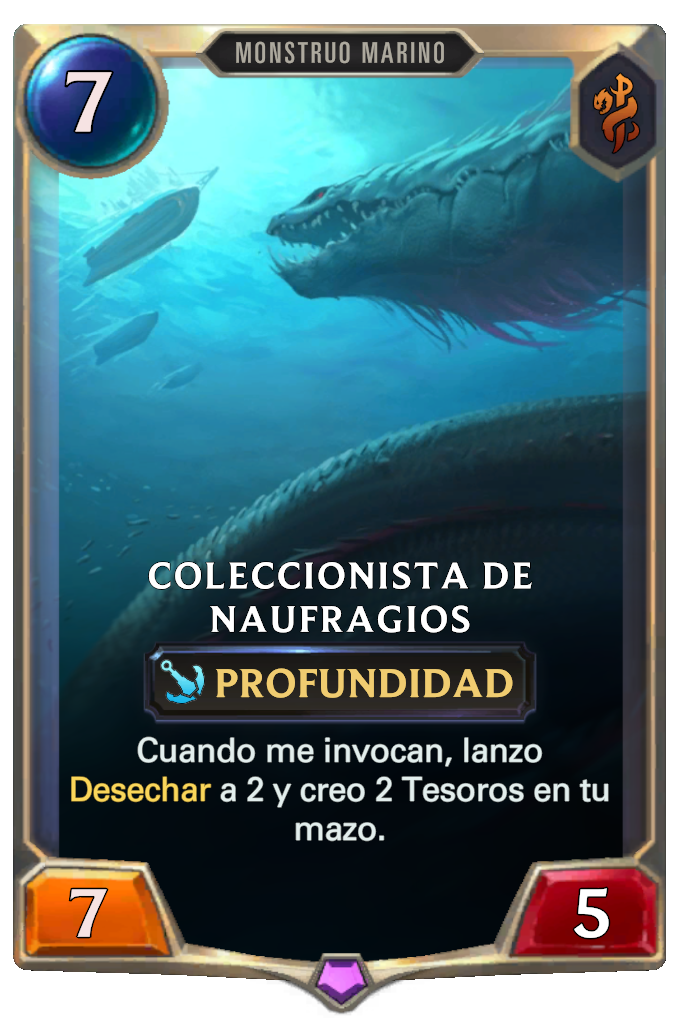 7
MONSTRUO MARINO
COLECCIONISTA DE
NAUFRAGIOS
PROFUNDIDAD
Cuando me invocan, lanzo
Desechar a 2 y creo 2 Tesoros en tu
mazo.
7
5